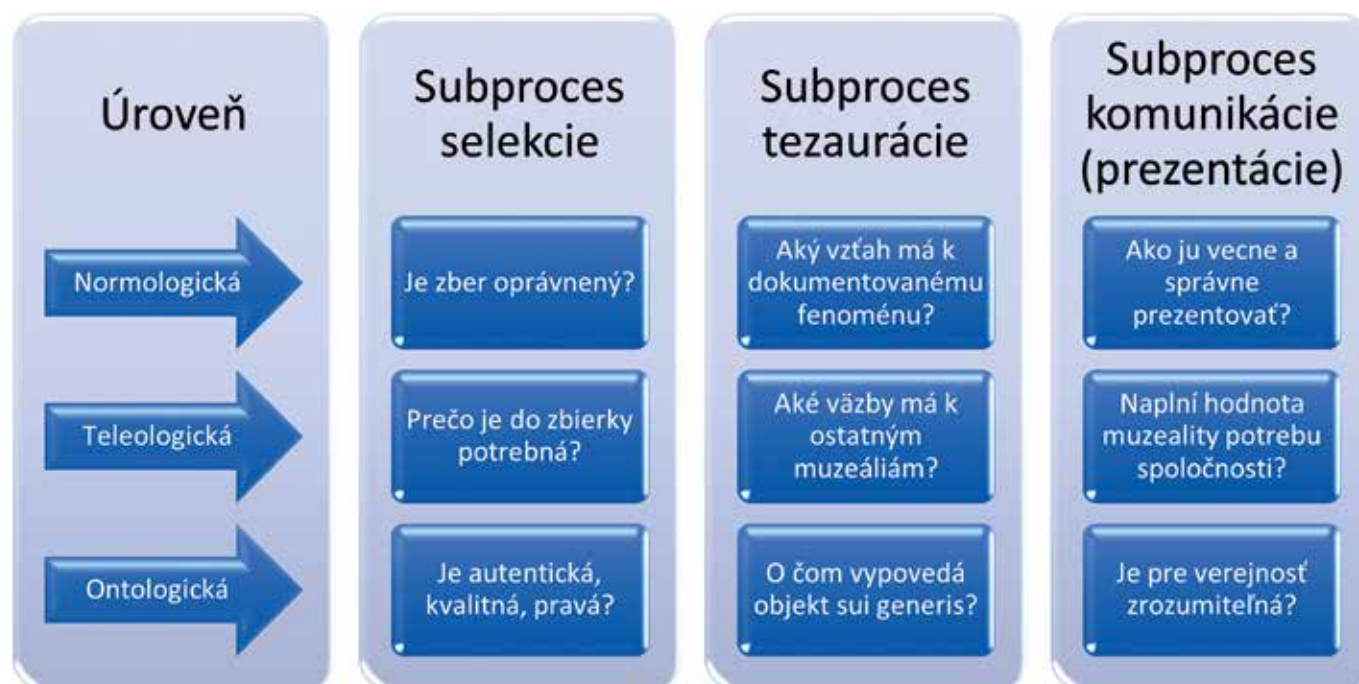 Úroveň
Subproces
selekcie
Subproces
tezaurácie
Subproces
komunikácie
(prezentácie)
Normologická
Je zber oprávnený?
Aký vzťah má k
dokumentovanému
fenoménu?
Ako ju vecne a
správne
prezentovať?
Teleologická
Prečo je do zbierky
potrebná?
Aké väzby má k
ostatným
muzeáliám?
Naplní hodnota
muzeality potrebu
spoločnosti?
Ontologická
Je autentická,
kvalitná, pravá?
O čom vypovedá
objekt sui generis?
Je pre verejnosť
zrozumiteľná?